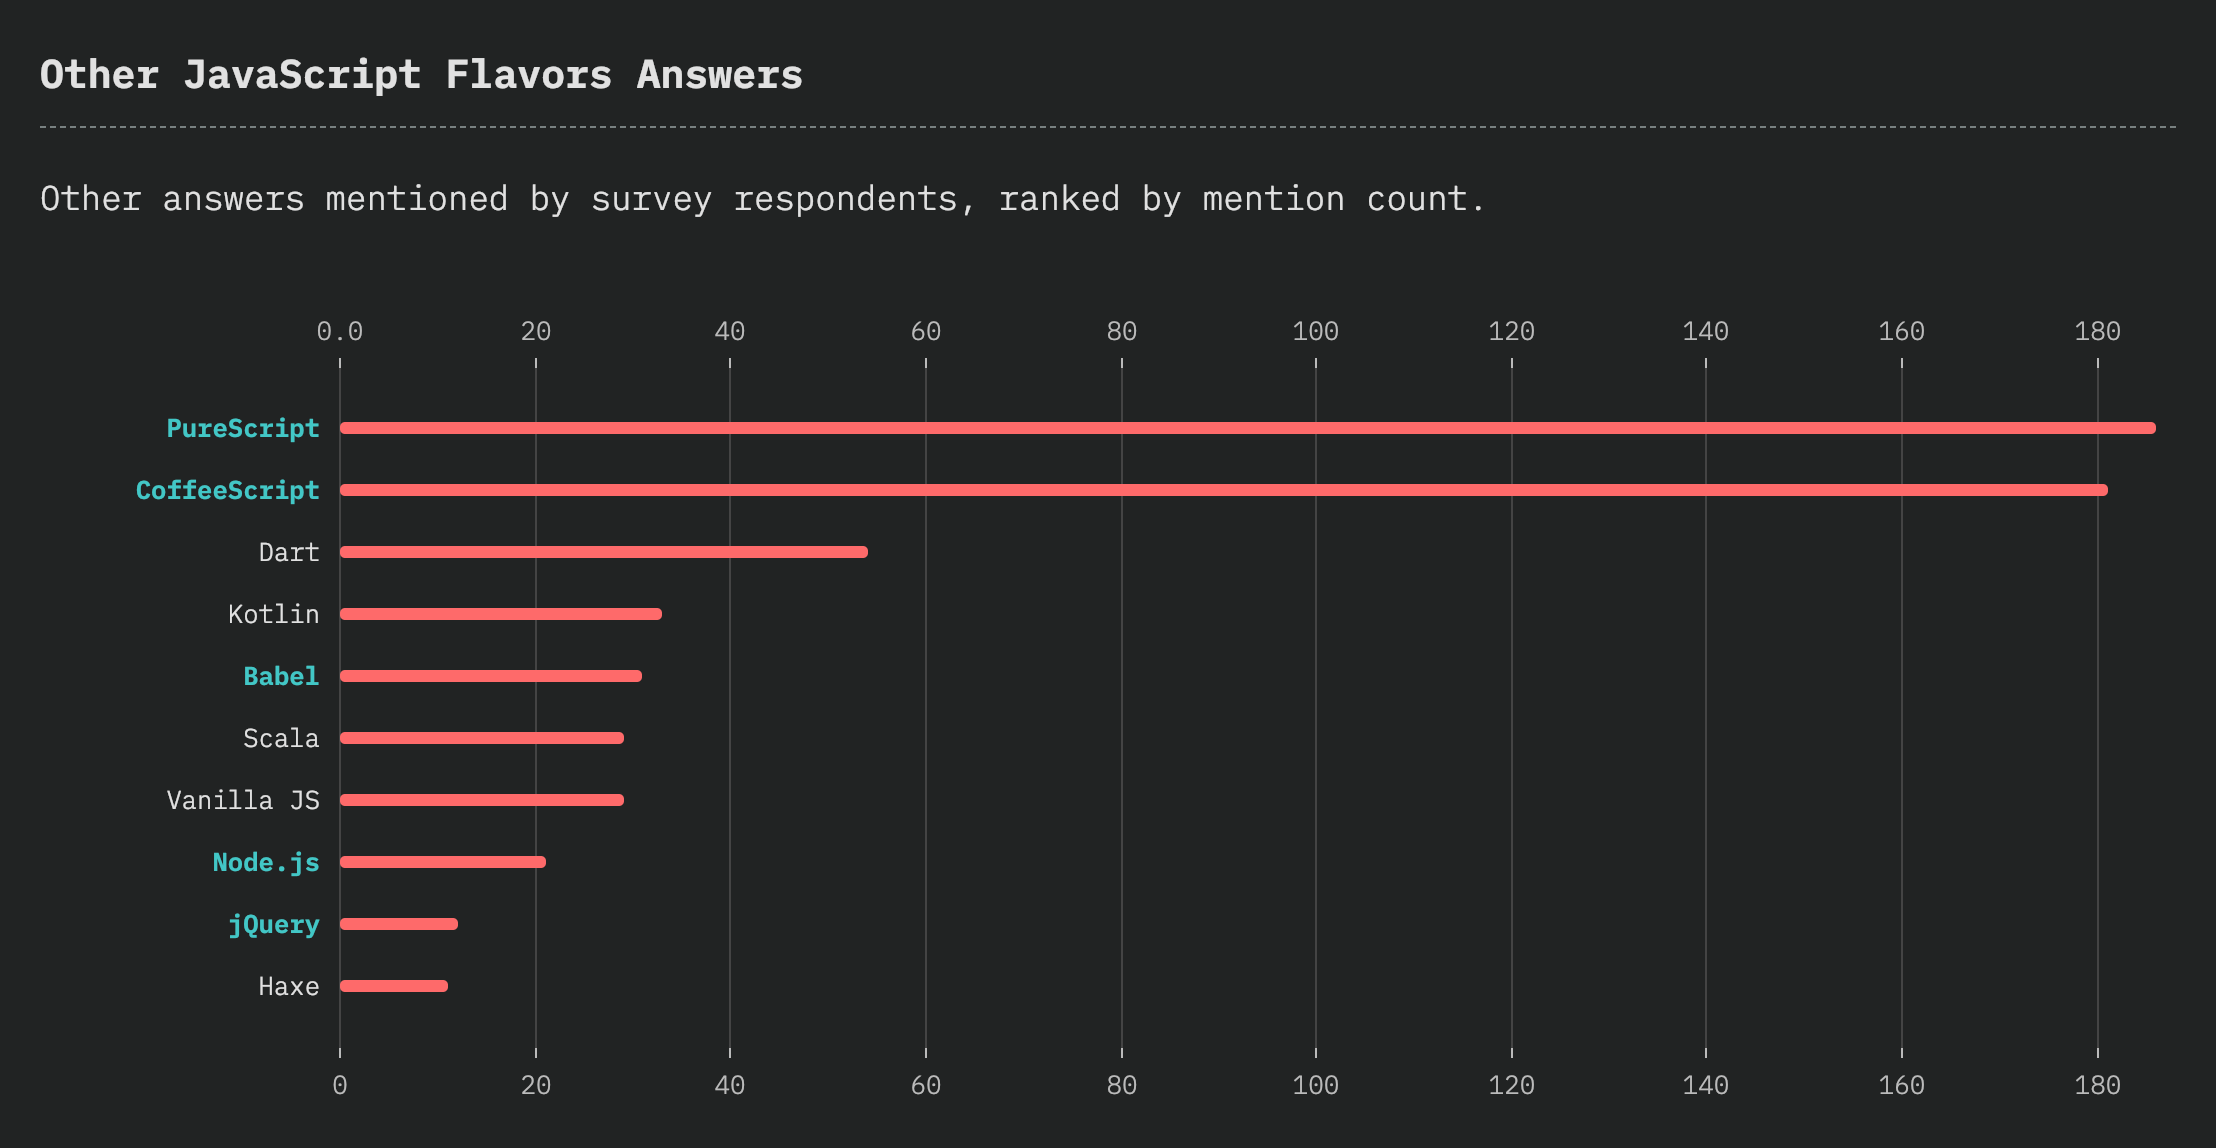 Other JavaScript Flavors Answers
Other answers mentioned by survey respondents, ranked by mention count.
0.0 20 40 60 80 100 120 140 160 180
PureScript
CoffeeScript
Dart
Kotlin
Babel
Scala
Vanilla JS
Node.js
jQuery
Haxe
0 20 40 60 80 100 120 140 160 180